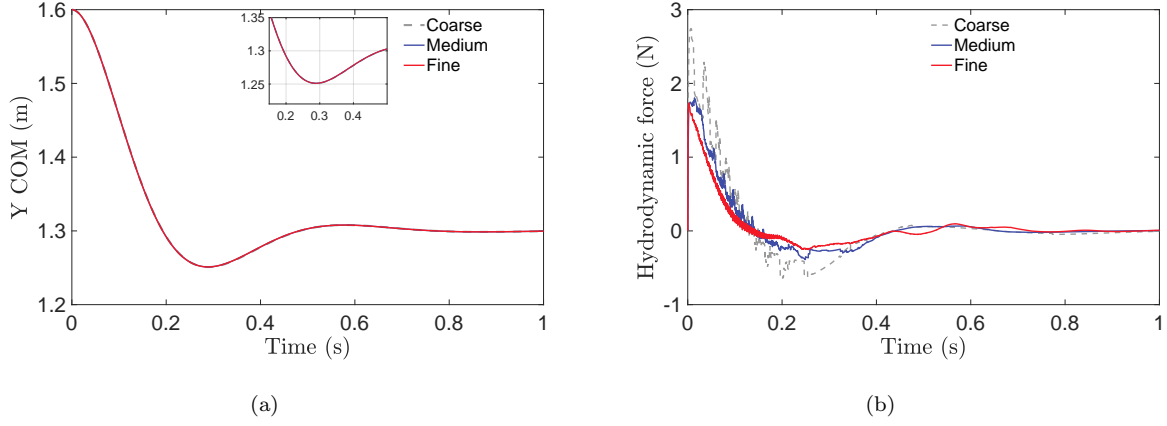 1.6
1.5
1.4
1.3
1.2
Y COM (m)
0
0.2
0.4
0.6
0.8
1
Time (s)
1.35
1.3
1.25
0.2
0.3
0.4
Coarse
Medium
Fine
(a)
3
2
1
0
-1
Hydrodynamic force (N)
0
0.2
0.4
0.6
0.8
1
Time (s)
Coarse
Medium
Fine
(b)